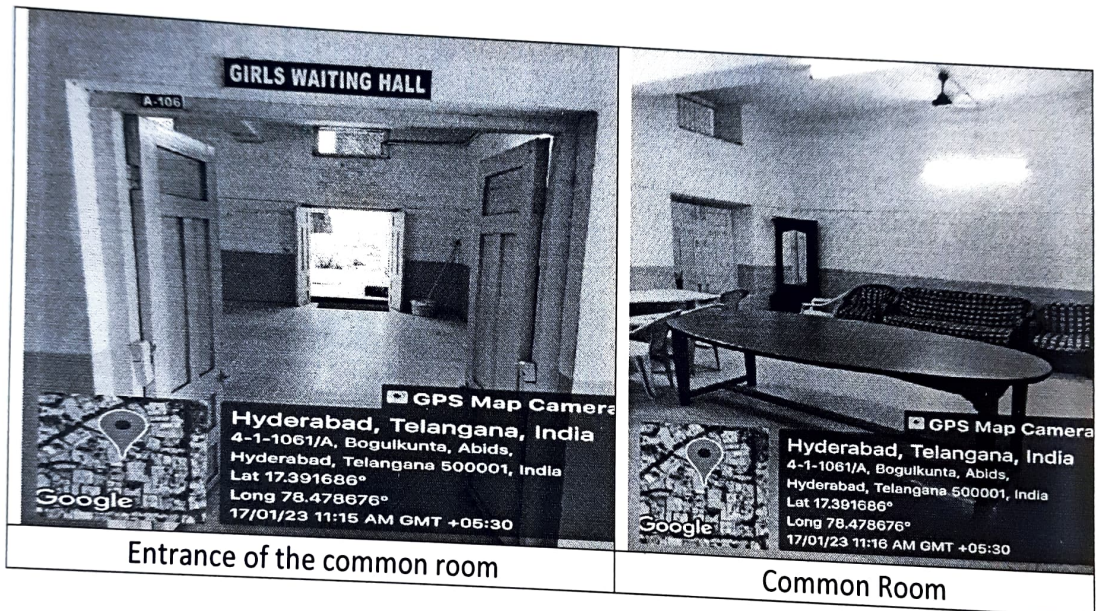 GIRLS WAITING HALL
A-106
GPS Map Camera
Hyderabad, Telangana, India
4-1-1061/A, Bogulkunta, Abids,
Hyderabad, Telangana 500001, India
Lat 17.391686°
Long 78.478676°
17/01/23 11:15 AM GMT +05:30
Google
Entrance of the common room
GPS Map Camera
Hyderabad, Telangana, India
4-1-1061/A, Bogulkunta, Abids,
Hyderabad, Telangana 500001, India
Lat 17.391686°
Long 78.478676°
17/01/23 11:16 AM GMT +05:30
Google
Common Room